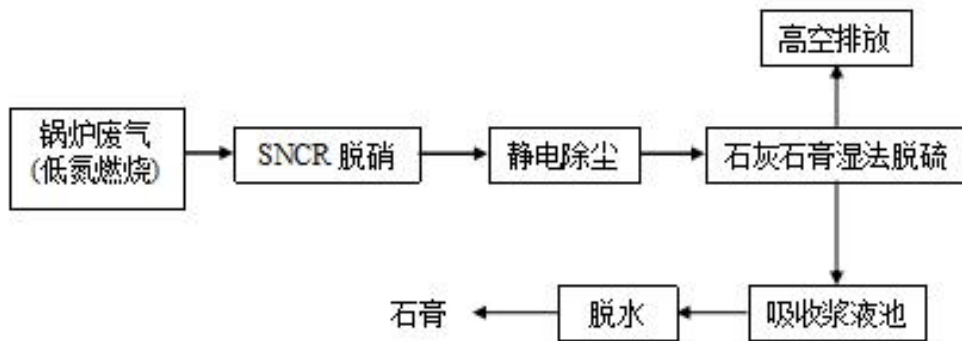 高空排放
锅炉废气
(低氮燃烧)
SNCR 脱硝
静电除尘
石灰石膏湿法脱硫
石膏
脱水
吸收浆液池